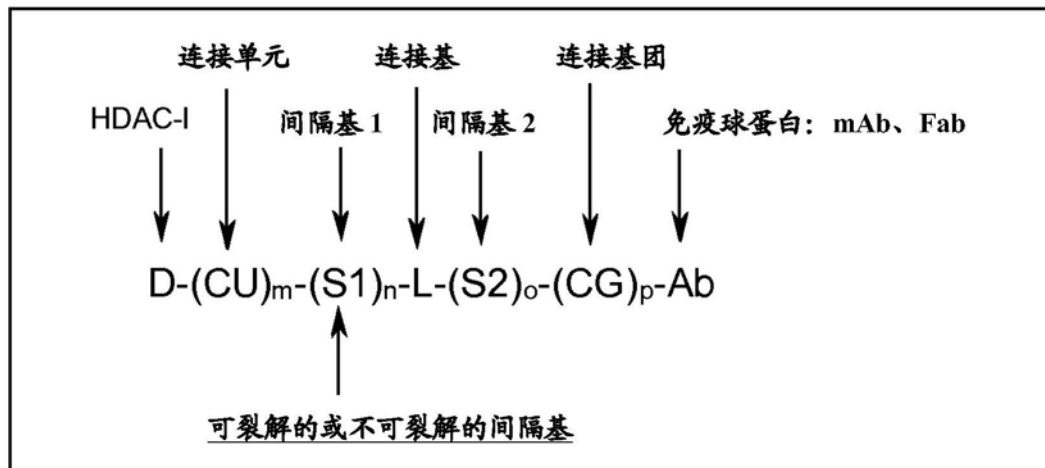 连接单元 连接基 连接基团
HDAC-I 间隔基 1 间隔基 2 免疫球蛋白：mAb、Fab
D-(CU)m-(S1)n-L-(S2)o-(CG)p-Ab
可裂解的或不可裂解的间隔基